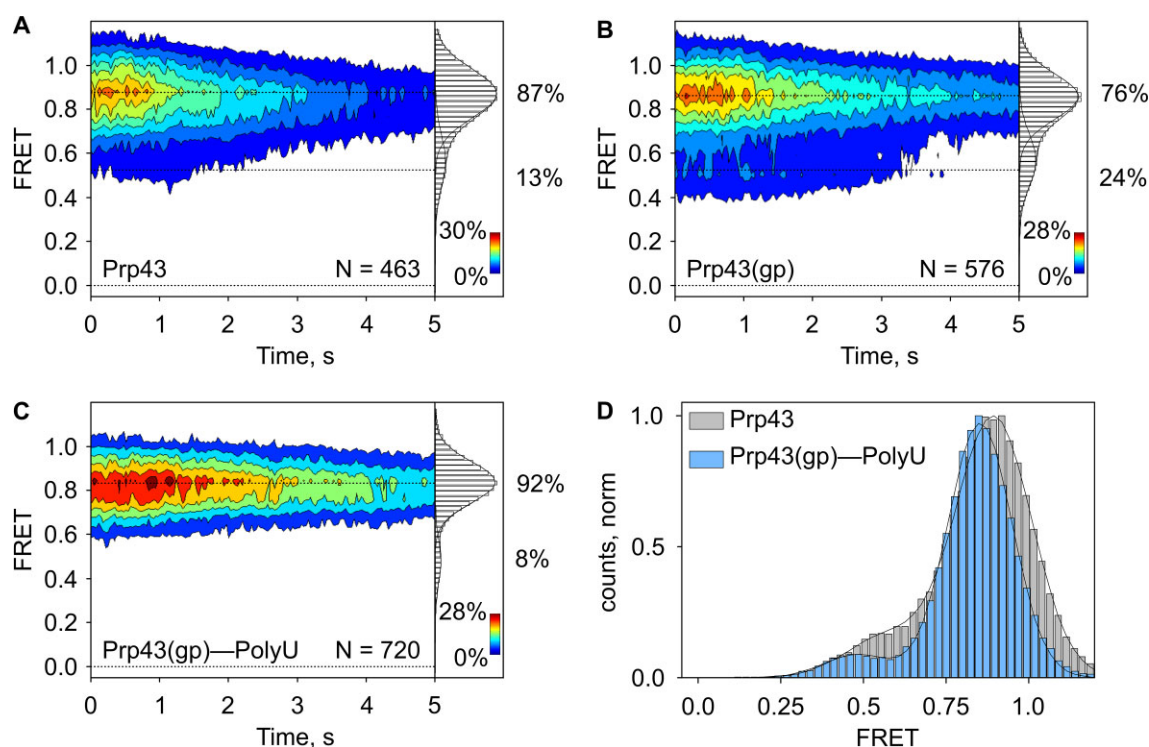 A
FRET
1.0
0.8
0.6
0.4
0.2
0.0
87%
13%
30%
0%
Prp43 N = 463
0 1 2 3 4 5
Time, s
B
FRET
1.0
0.8
0.6
0.4
0.2
0.0
76%
24%
28%
0%
Prp43(gp) N = 576
0 1 2 3 4 5
Time, s
C
FRET
1.0
0.8
0.6
0.4
0.2
0.0
92%
8%
28%
0%
Prp43(gp)—PolyU N = 720
0 1 2 3 4 5
Time, s
D
counts, norm
1.0
0.5
0.0
Prp43
Prp43(gp)—PolyU
0.0 0.25 0.5 0.75 1.0
FRET